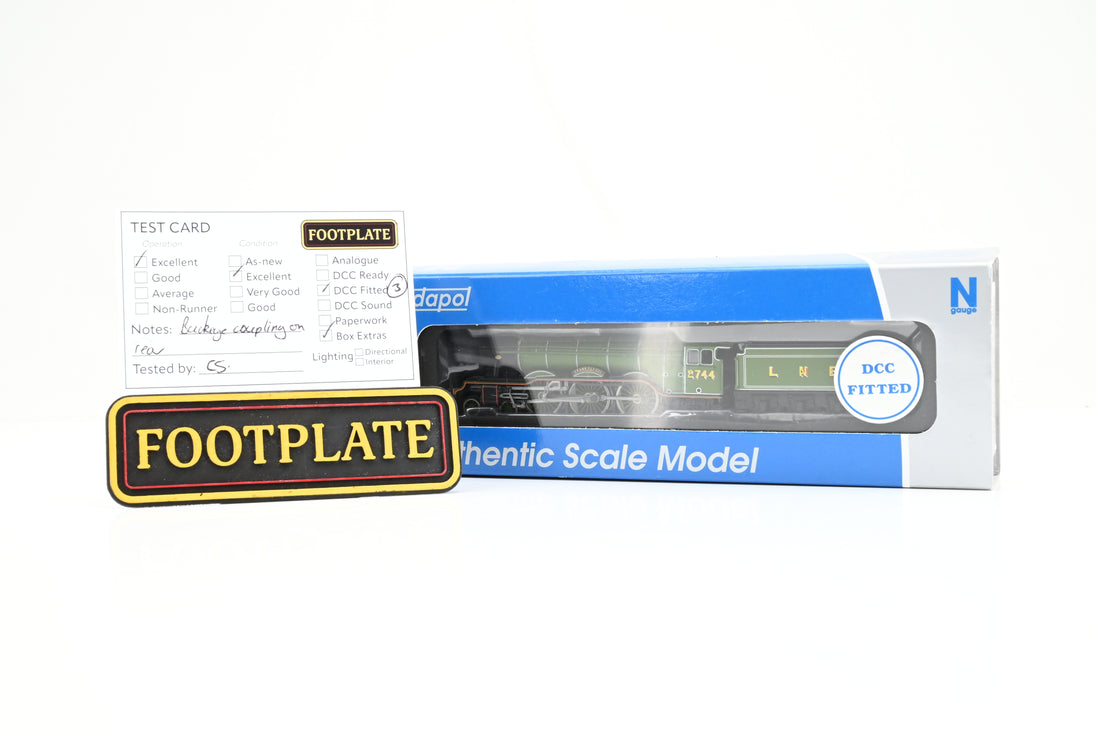 TEST CARD
FOOTPLATE
Operation
Excellent
Good
Average
Non-Runner
Condition
As-new
Excellent
Very Good
Good
Analogue
DCC Ready
DCC Fitted 3
DCC Sound
Paperwork
Box Extras
Notes: coupling on
rear
Lighting
Directional
Interior
Tested by: CS.
FOOTPLATE
dapol
N
gauge
2744
L N E
DCC
FITTED
thentic Scale Model